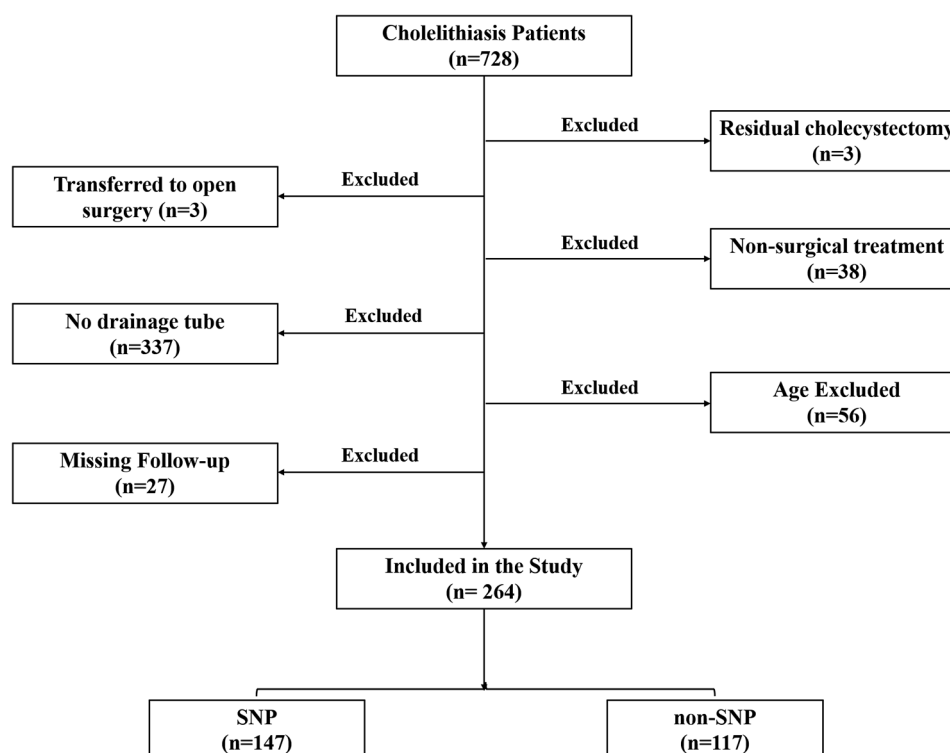 Cholelithiasis Patients
(n=728)
Excluded
Residual cholecystectomy
(n=3)
Excluded
Transferred to open
surgery (n=3)
Excluded
Non-surgical treatment
(n=38)
Excluded
No drainage tube
(n=337)
Excluded
Age Excluded
(n=56)
Excluded
Missing Follow-up
(n=27)
Included in the Study
(n= 264)
SNP
(n=147)
non-SNP
(n=117)